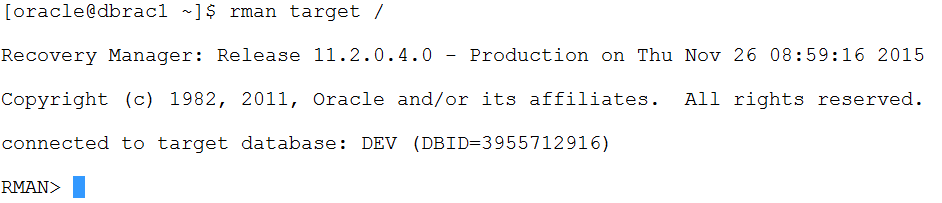 [oracle@dbrac1 ~]$ rman target /
Recovery Manager: Release 11.2.0.4.0 - Production on Thu Nov 26 08:59:16 2015
Copyright (c) 1982, 2011, Oracle and/or its affiliates.  All rights reserved.
connected to target database: DEV (DBID=3955712916)
RMAN>